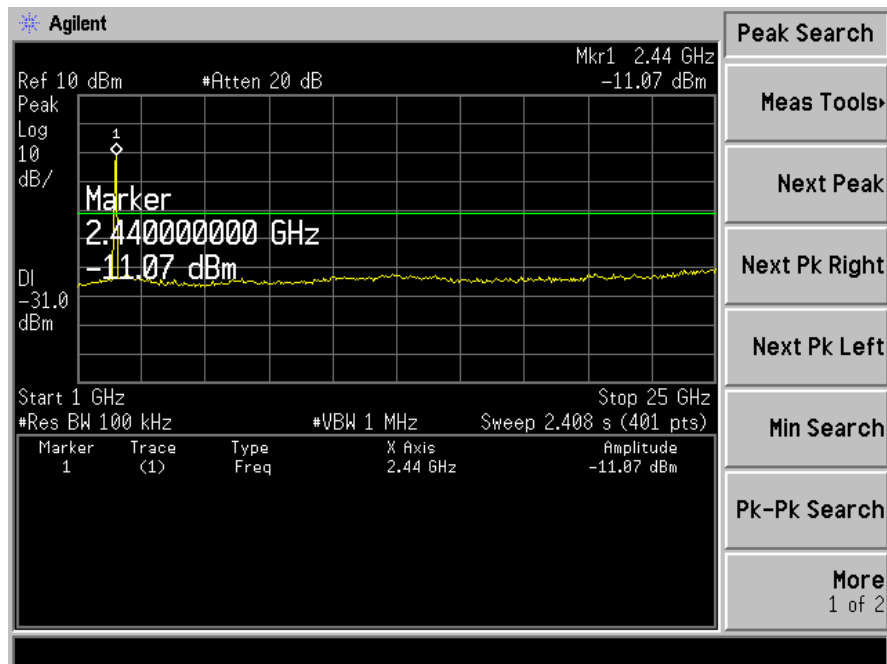 Agilent
Peak Search
Mkr1 2.44 GHz
Ref 10 dBm #Atten 20 dB -11.07 dBm
Peak
Log
10
dB/
1
Marker
2.440000000 GHz
-11.07 dBm
DI
-31.0
dBm
Start 1 GHz Stop 25 GHz
#Res BW 100 kHz #VBW 1 MHz Sweep 2.408 s (401 pts)
Marker Trace Type X Axis Amplitude
1 (1) Freq 2.44 GHz -11.07 dBm
Meas Tools
Next Peak
Next Pk Right
Next Pk Left
Min Search
Pk-Pk Search
More
1 of 2